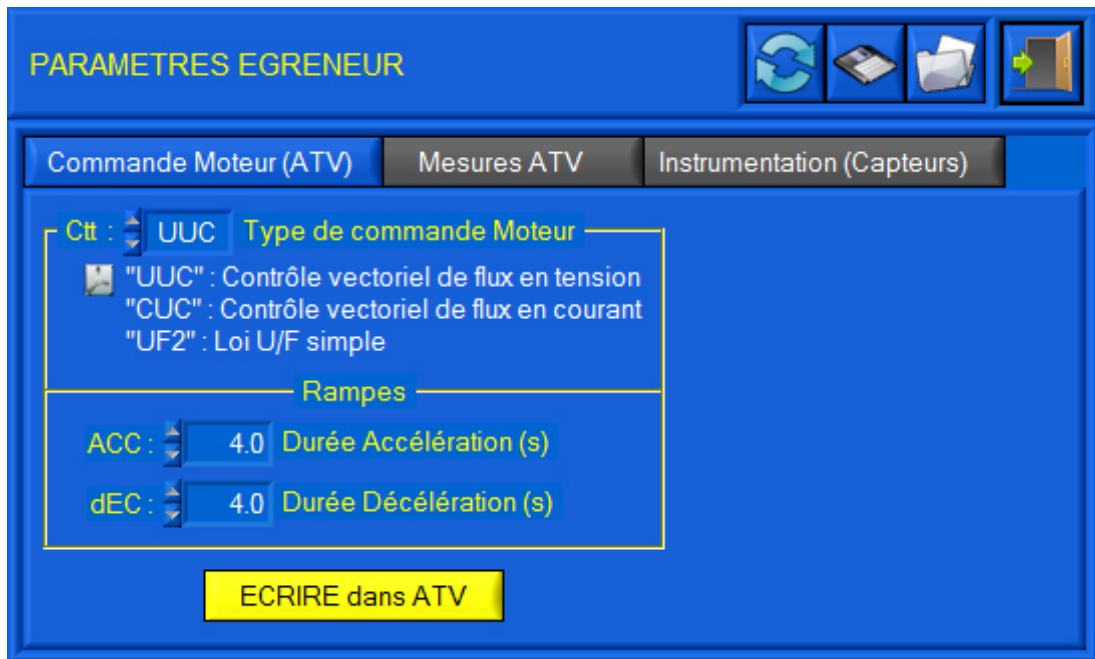 PARAMETRES EGRENEUR
Commande Moteur (ATV)
Mesures ATV
Instrumentation (Capteurs)
Ctt : UUC Type de commande Moteur
"UUC" : Contrôle vectoriel de flux en tension
"CUC" : Contrôle vectoriel de flux en courant
"UF2" : Loi U/F simple
Rampes
ACC : 4.0 Durée Accélération (s)
dEC : 4.0 Durée Décélération (s)
ECRIRE dans ATV